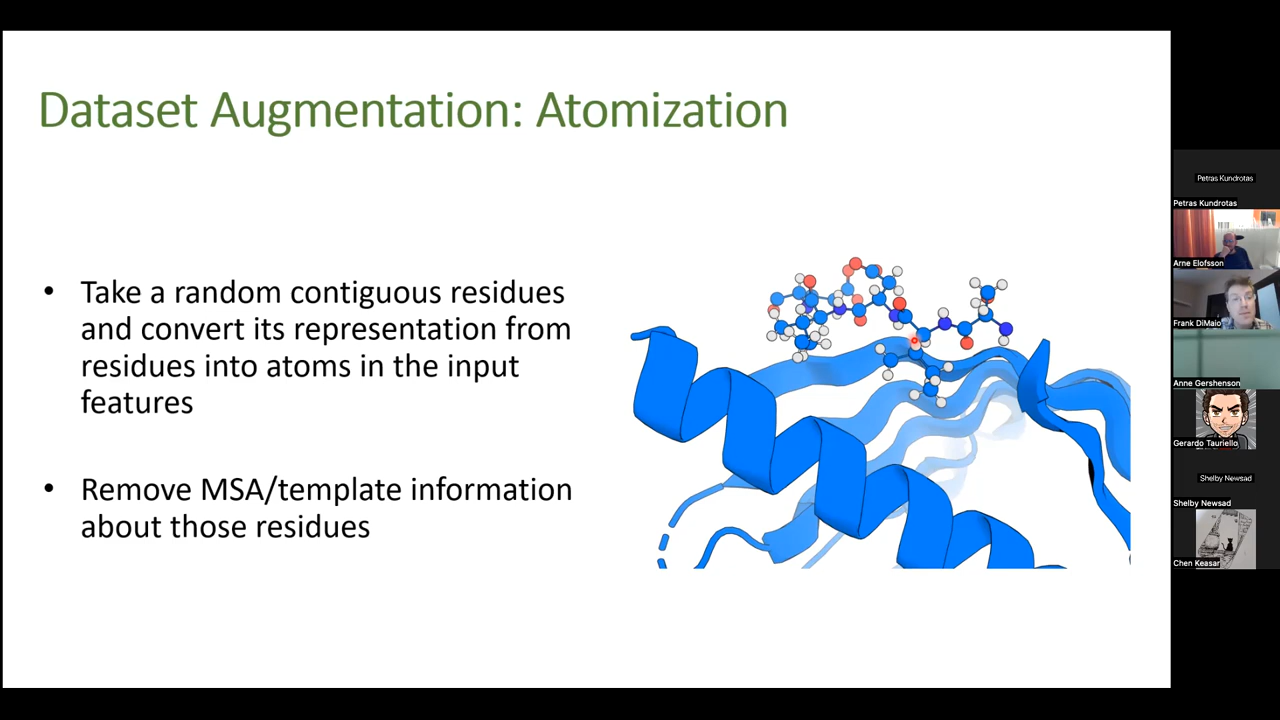 Dataset Augmentation: Atomization
• Take a random contiguous residues
and convert its representation from
residues into atoms in the input
features
• Remove MSA/template information
about those residues
Petras Kundrotas
Petras Kundrotas
Arne Elofsson
Frank DiMaio
Anne Gershenson
Gerardo Tauriello
Shelby Newsad
Shelby Newsad
Chen Keasar